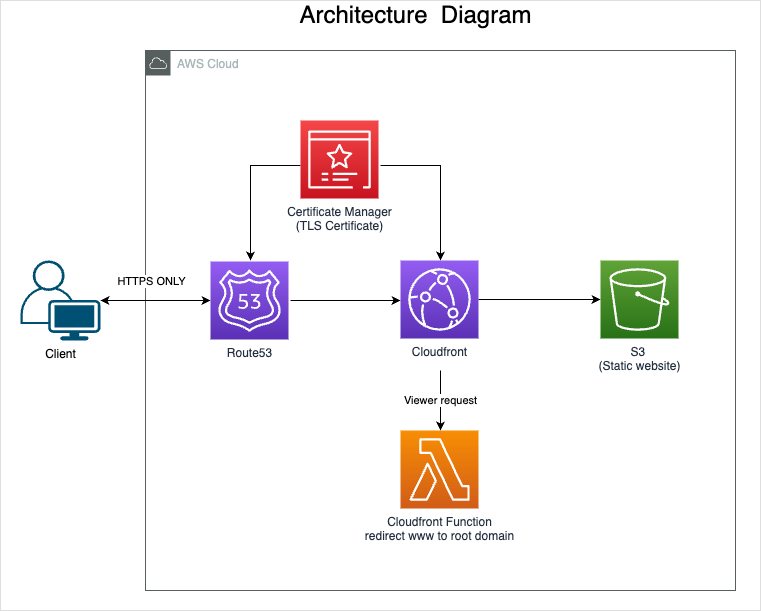 Architecture Diagram
AWS Cloud
Certificate Manager
(TLS Certificate)
HTTPS ONLY
53
Client
Route53
Cloudfront
S3
(Static website)
Viewer request
Cloudfront Function
redirect www to root domain